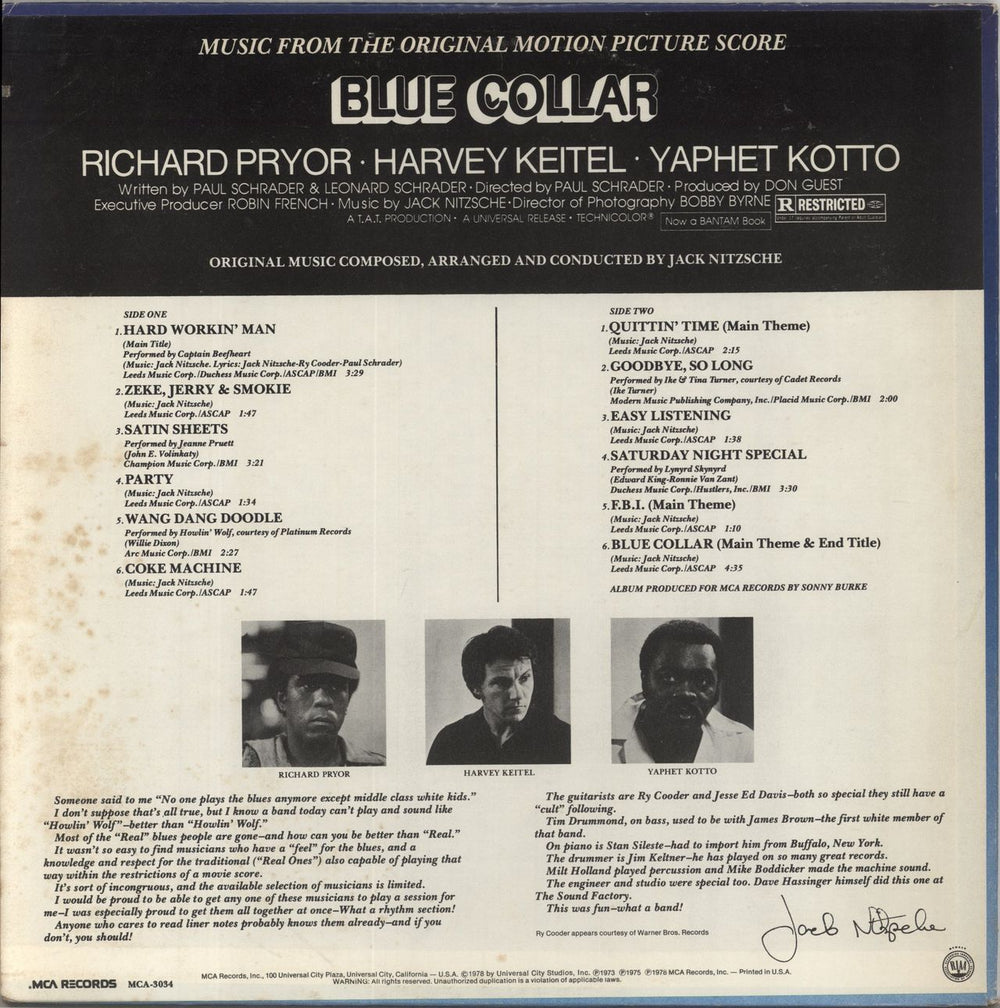 MUSIC FROM THE ORIGINAL MOTION PICTURE SCORE
BLUE COLLAR
RICHARD PRYOR · HARVEY KEITEL · YAPHET KOTTO
Written by PAUL SCHRADER & LEONARD SCHRADER · Directed by PAUL SCHRADER · Produced by DON GUEST
Executive Producer ROBIN FRENCH · Music by JACK NITZSCHE · Director of Photography BOBBY BYRNE
R RESTRICTED
A T.A.T. PRODUCTION · A UNIVERSAL RELEASE · TECHNICOLOR®
Now a BANTAM Book
ORIGINAL MUSIC COMPOSED, ARRANGED AND CONDUCTED BY JACK NITZSCHE
SIDE ONE
1. HARD WORKIN' MAN
(Main Title)
Performed by Captain Beefheart
(Music: Jack Nitzsche. Lyrics: Jack Nitzsche-Ry Cooder-Paul Schrader)
Leeds Music Corp./Duchess Music Corp./ASCAP/BMI 3:29
2. ZEKE, JERRY & SMOKIE
(Music: Jack Nitzsche)
Leeds Music Corp./ASCAP 1:47
3. SATIN SHEETS
Performed by Jeanne Pruett
(John E. Volinkaty)
Champion Music Corp./BMI 3:21
4. PARTY
(Music: Jack Nitzsche)
Leeds Music Corp./ASCAP 1:34
5. WANG DANG DOODLE
Performed by Howlin' Wolf, courtesy of Platinum Records
(Willie Dixon)
Arc Music Corp./BMI 2:27
6. COKE MACHINE
(Music: Jack Nitzsche)
Leeds Music Corp./ASCAP 1:47
SIDE TWO
1. QUITTIN' TIME (Main Theme)
(Music: Jack Nitzsche)
Leeds Music Corp./ASCAP 2:15
2. GOODBYE, SO LONG
Performed by Ike & Tina Turner, courtesy of Cadet Records
(Ike Turner)
Modern Music Publishing Company, Inc./Placid Music Corp./BMI 2:00
3. EASY LISTENING
(Music: Jack Nitzsche)
Leeds Music Corp./ASCAP 1:38
4. SATURDAY NIGHT SPECIAL
Performed by Lynyrd Skynyrd
(Edward King-Ronnie Van Zant)
Duchess Music Corp./Hustlers, Inc./BMI 3:30
5. F.B.I. (Main Theme)
(Music: Jack Nitzsche)
Leeds Music Corp./ASCAP 1:10
6. BLUE COLLAR (Main Theme & End Title)
(Music: Jack Nitzsche)
Leeds Music Corp./ASCAP 4:35
ALBUM PRODUCED FOR MCA RECORDS BY SONNY BURKE
RICHARD PRYOR
HARVEY KEITEL
YAPHET KOTTO
Someone said to me "No one plays the blues anymore except middle class white kids."
I don't suppose that's all true, but I know a band today can't play and sound like
"Howlin' Wolf"—better than "Howlin' Wolf."
Most of the "Real" blues people are gone—and how can you be better than "Real."
It wasn't so easy to find musicians who have a "feel" for the blues, and a
knowledge and respect for the traditional ("Real Ones") also capable of playing that
way within the restrictions of a movie score.
It's sort of incongruous, and the available selection of musicians is limited.
I would be proud to be able to get any one of these musicians to play a session for
me—I was especially proud to get them all together at once—What a rhythm section!
Anyone who cares to read liner notes probably knows them already—and if you
don't, you should!
The guitarists are Ry Cooder and Jesse Ed Davis—both so special they still have a
"cult" following.
Tim Drummond, on bass, used to be with James Brown—the first white member of
that band.
On piano is Stan Sileste—had to import him from Buffalo, New York.
The drummer is Jim Keltner—he has played on so many great records.
Milt Holland played percussion and Mike Boddicker made the machine sound.
The engineer and studio were special too. Dave Hassinger himself did this one at
The Sound Factory.
This was fun—what a band!
Jack Nitzsche
Ry Cooder appears courtesy of Warner Bros. Records
.MCA RECORDS MCA-3034
MCA Records, Inc., 100 Universal City Plaza, Universal City, California — U.S.A. ©1978 by Universal City Studios, Inc. ℗1973 ℗1975 ℗1978 MCA Records, Inc. — Printed in U.S.A.
WARNING: All rights reserved. Unauthorized duplication is a violation of applicable laws.
RIAA